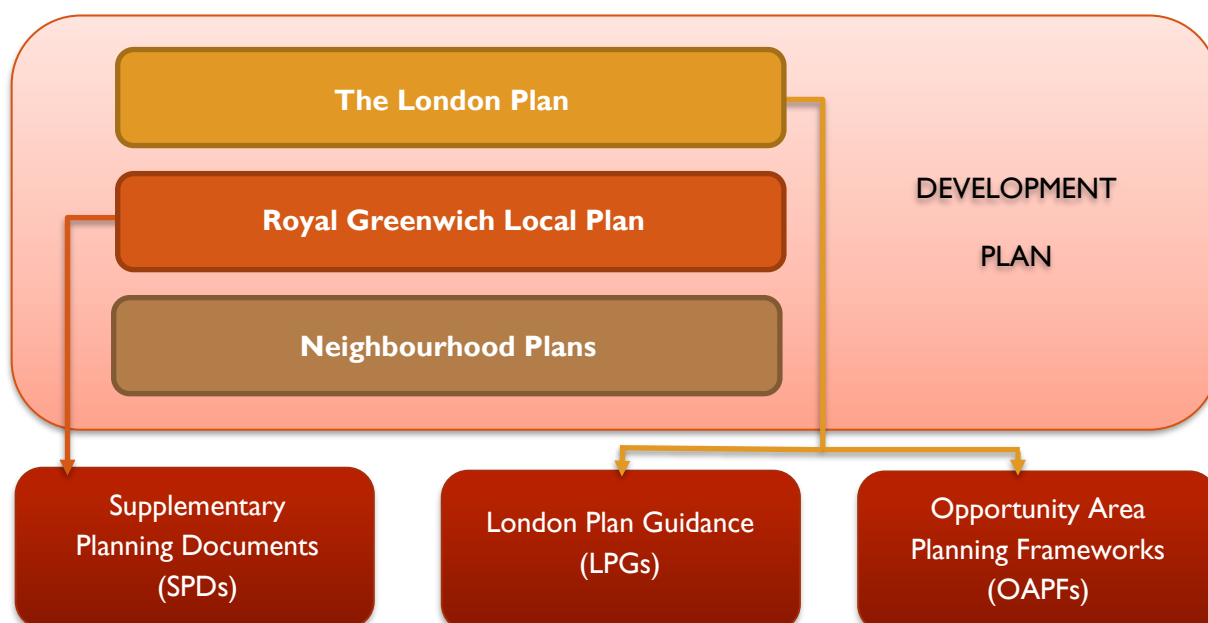 The London Plan
Royal Greenwich Local Plan
Neighbourhood Plans
DEVELOPMENT
PLAN
Supplementary
Planning Documents
(SPDs)
London Plan Guidance
(LPGs)
Opportunity Area
Planning Frameworks
(OAPFs)